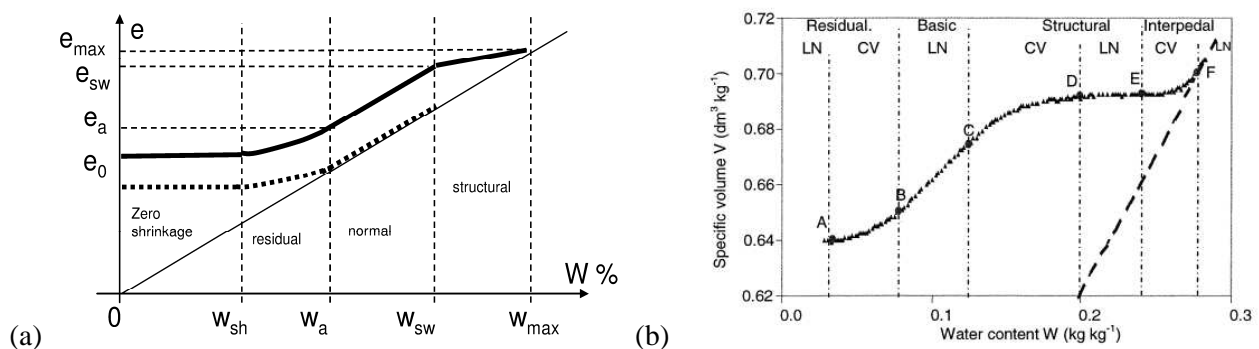 e
e_max
e_sw
e_a
e_0
Zero
shrinkage
residual
normal
structural
W %
0
w_sh
w_a
w_sw
w_max
(a)
(b)
0.72
0.70
0.68
0.66
0.64
0.62
Specific volume V (dm³ kg⁻¹)
Residual. Basic Structural Interpedal
LN CV LN CV LN CV LN
A
B
C
D
E
F
0.0 0.1 0.2 0.3
Water content W (kg kg⁻¹)